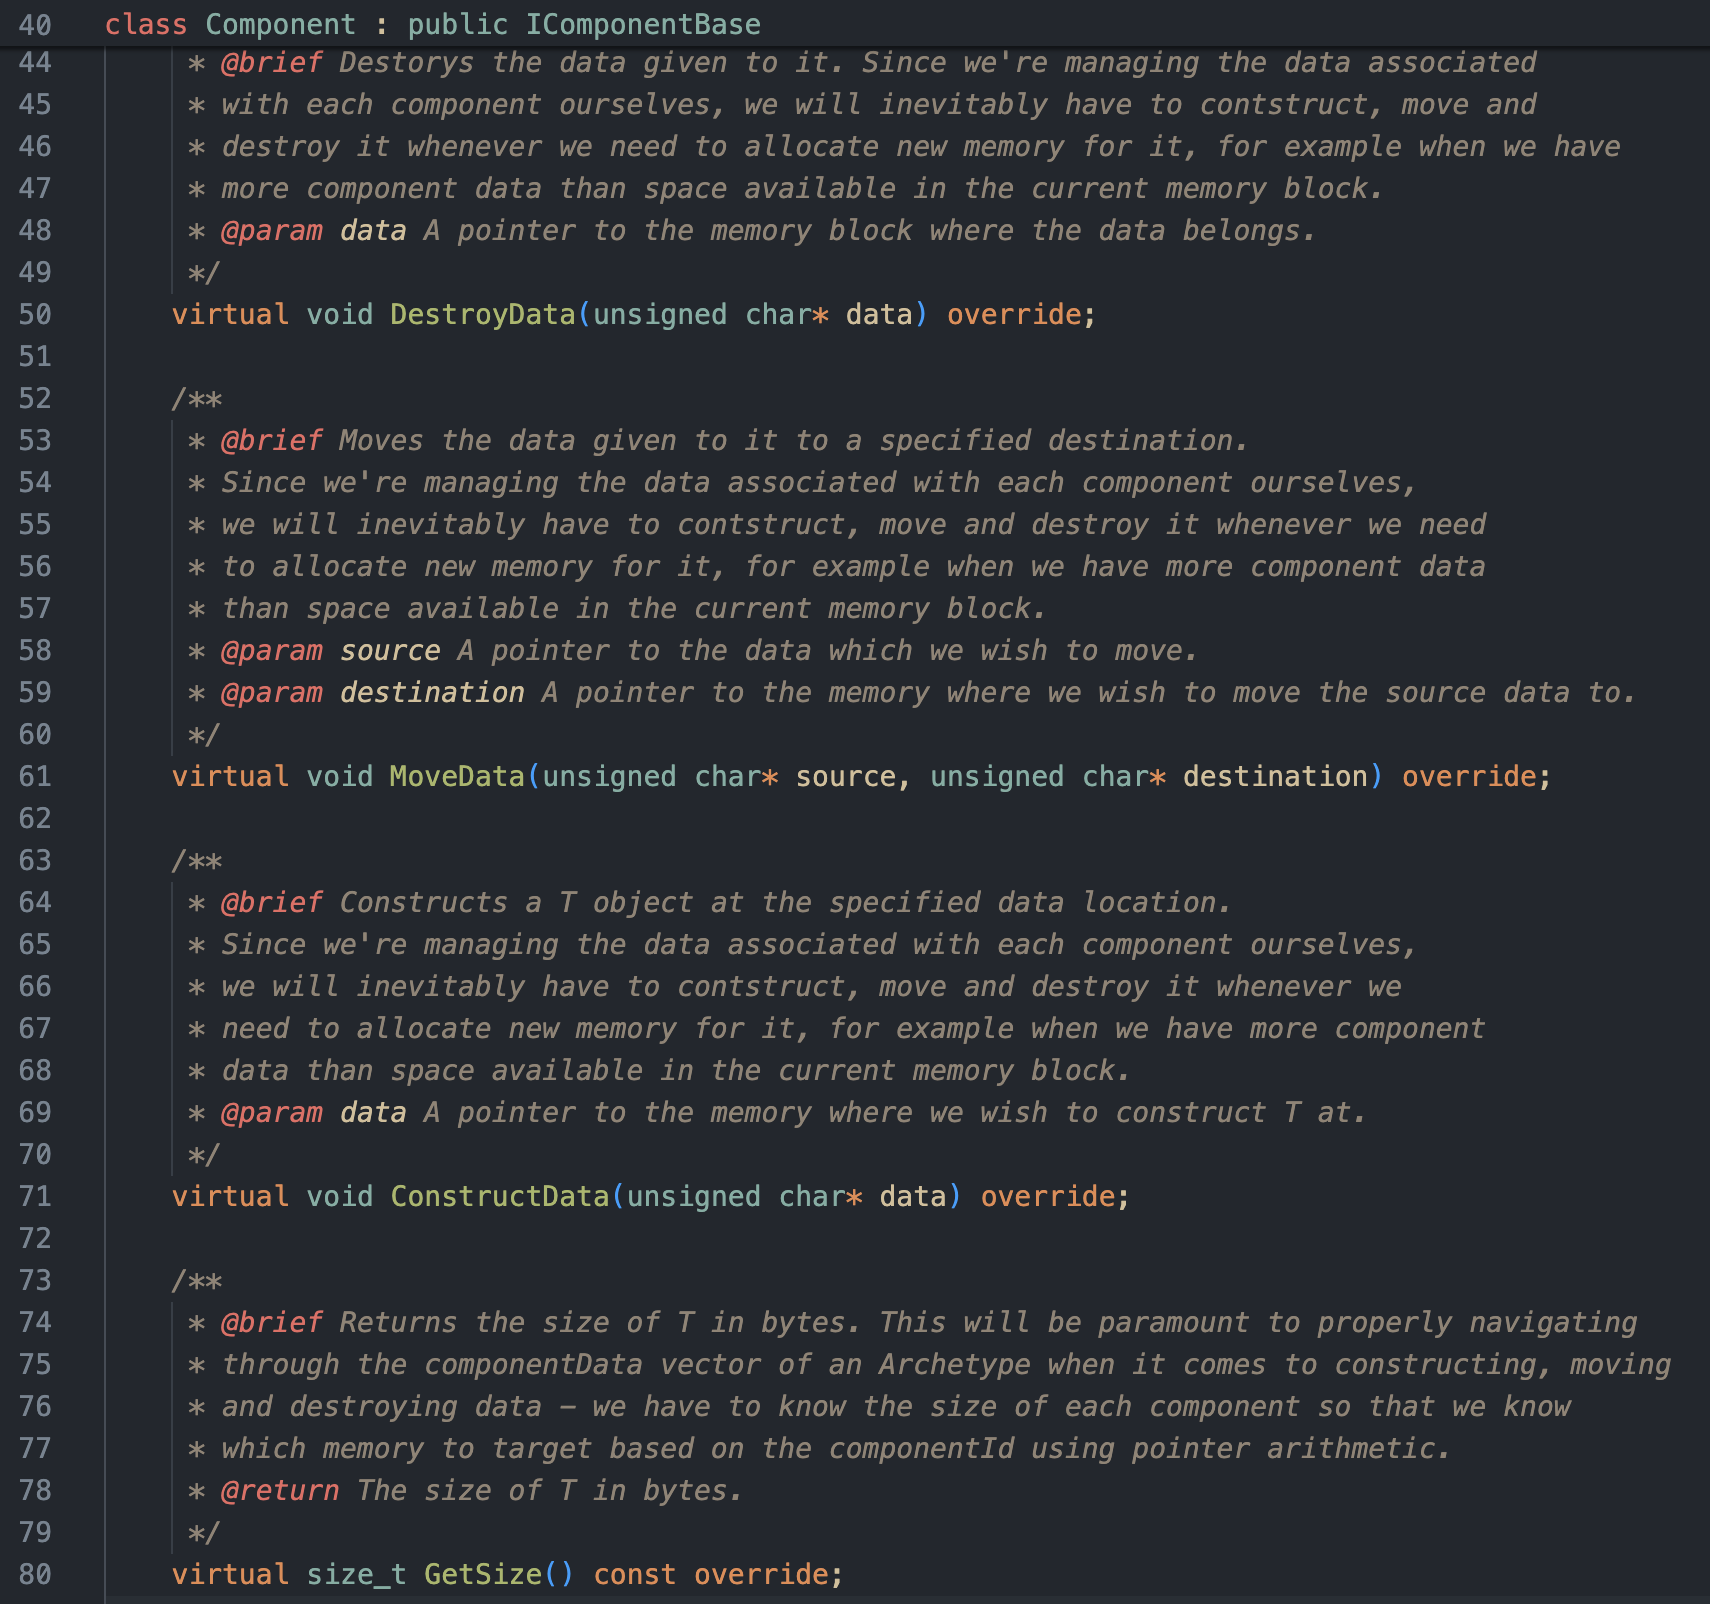 40 class Component : public IComponentBase
44 * @brief Destorys the data given to it. Since we're managing the data associated
45 * with each component ourselves, we will inevitably have to contstruct, move and
46 * destroy it whenever we need to allocate new memory for it, for example when we have
47 * more component data than space available in the current memory block.
48 * @param data A pointer to the memory block where the data belongs.
49 */
50 virtual void DestroyData(unsigned char* data) override;
51
52 /**
53 * @brief Moves the data given to it to a specified destination.
54 * Since we're managing the data associated with each component ourselves,
55 * we will inevitably have to contstruct, move and destroy it whenever we need
56 * to allocate new memory for it, for example when we have more component data
57 * than space available in the current memory block.
58 * @param source A pointer to the data which we wish to move.
59 * @param destination A pointer to the memory where we wish to move the source data to.
60 */
61 virtual void MoveData(unsigned char* source, unsigned char* destination) override;
62
63 /**
64 * @brief Constructs a T object at the specified data location.
65 * Since we're managing the data associated with each component ourselves,
66 * we will inevitably have to contstruct, move and destroy it whenever we
67 * need to allocate new memory for it, for example when we have more component
68 * data than space available in the current memory block.
69 * @param data A pointer to the memory where we wish to construct T at.
70 */
71 virtual void ConstructData(unsigned char* data) override;
72
73 /**
74 * @brief Returns the size of T in bytes. This will be paramount to properly navigating
75 * through the componentData vector of an Archetype when it comes to constructing, moving
76 * and destroying data – we have to know the size of each component so that we know
77 * which memory to target based on the componentId using pointer arithmetic.
78 * @return The size of T in bytes.
79 */
80 virtual size_t GetSize() const override;